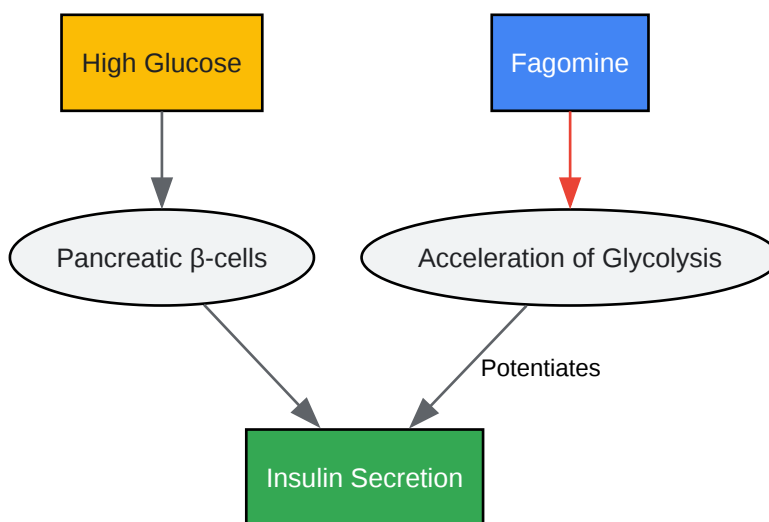 High Glucose
Fagomine
Pancreatic β-cells
Acceleration of Glycolysis
Potentiates
Insulin Secretion